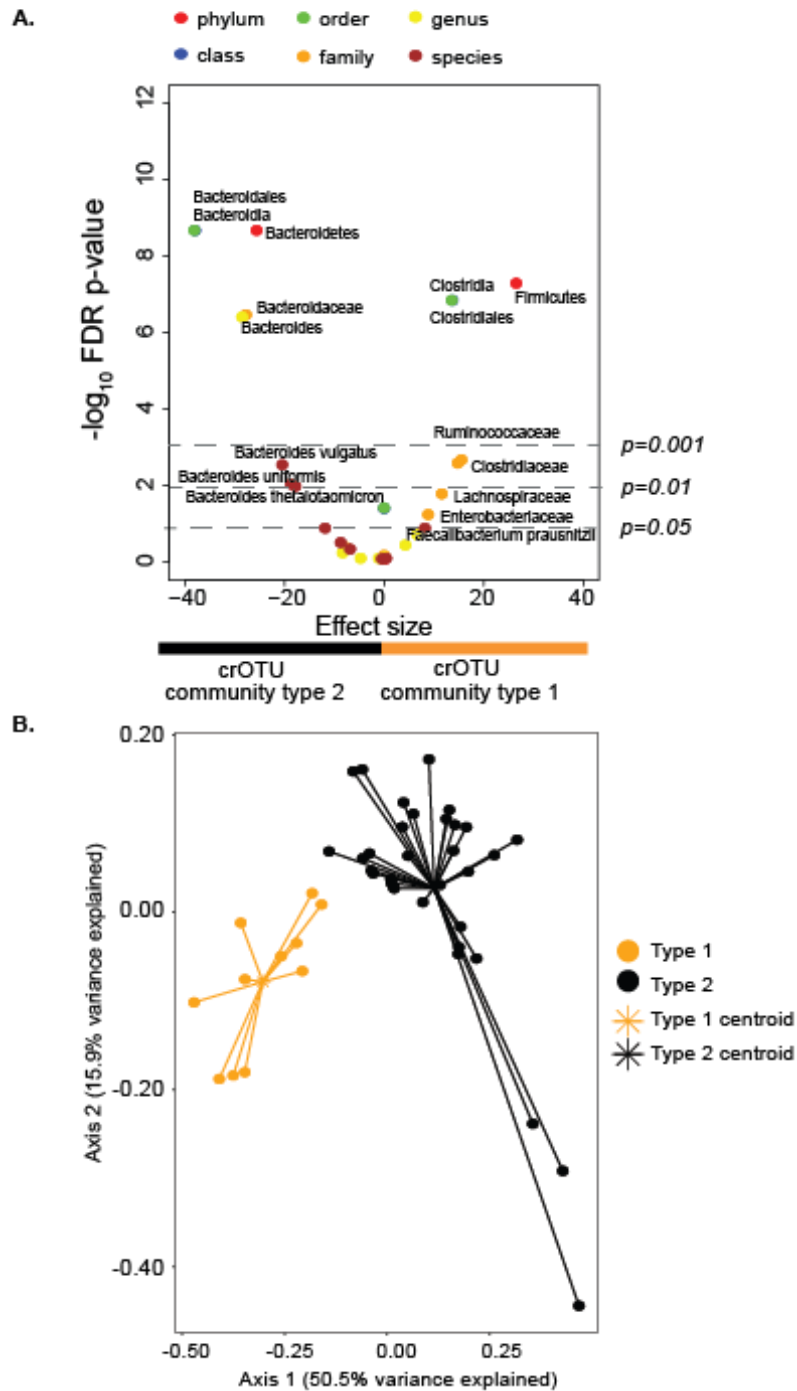 A.
phylum order genus
class family species
12
10
8
6
4
2
0
-log10 FDR p-value
Bacteroidales
Bacteroidia
Bacteroidetes
Clostridia
Firmicutes
Clostridiales
Bacteroidaceae
Bacteroides
Ruminococcaceae
p=0.001
Bacteroides vulgatus
Clostridiaceae
Bacteroides uniformis
p=0.01
Bacteroides thetaiotaomicron
Lachnospiraceae
Enterobacteriaceae
p=0.05
Faecalibacterium prausnitzii
−40 −20 0 20 40
Effect size
crOTU
community type 2
crOTU
community type 1
B.
0.20
0.00
-0.20
-0.40
Axis 2 (15.9% variance explained)
Type 1
Type 2
Type 1 centroid
Type 2 centroid
-0.50 -0.25 0.00 0.25
Axis 1 (50.5% variance explained)